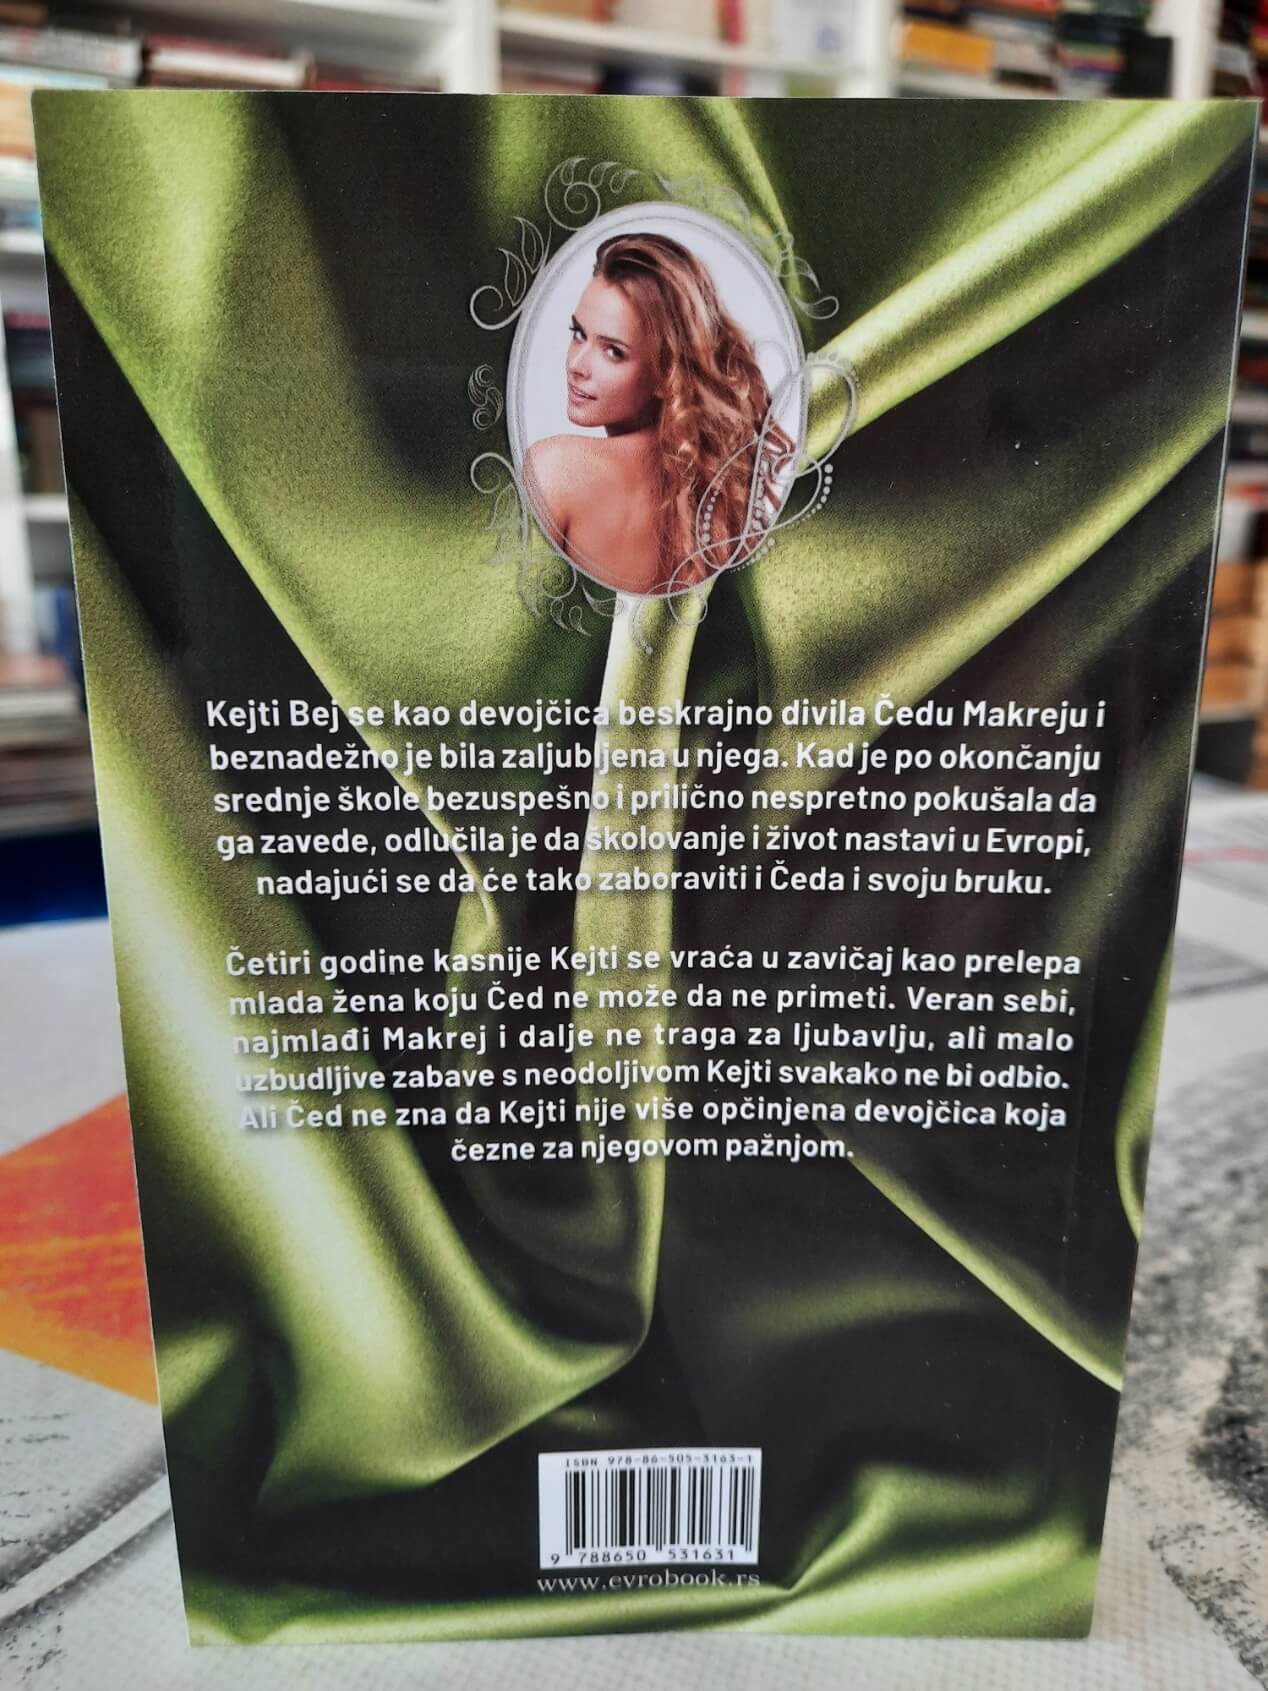 Kejti Bej se kao devojčica beskrajno divila Čedu Makreju i
beznadežno je bila zaljubljena u njega. Kad je po okončanju
srednje škole bezuspešno i prilično nespretno pokušala da
ga zavede, odlučila je da školovanje i život nastavi u Evropi,
nadajući se da će tako zaboraviti i Čeda i svoju bruku.
Četiri godine kasnije Kejti se vraća u zavičaj kao prelepa
mlada žena koju Čed ne može da ne primeti. Veran sebi,
najmlađi Makrej i dalje ne traga za ljubavlju, ali malo
uzbudljive zabave s neodoljivom Kejti svakako ne bi odbio.
Ali Čed ne zna da Kejti nije više opčinjena devojčica koja
čezne za njegovom pažnjom.
ISBN 978-86-505-3163-1
9 788650 531631
www.evrobook.rs